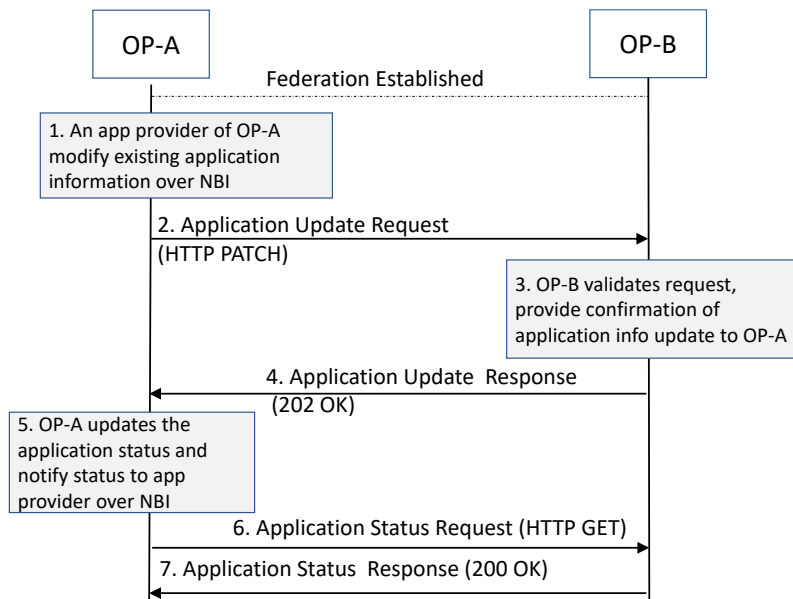 OP-A
OP-B
Federation Established
1. An app provider of OP-A
modify existing application
information over NBI
2. Application Update Request
(HTTP PATCH)
3. OP-B validates request,
provide confirmation of
application info update to OP-A
4. Application Update  Response
(202 OK)
5. OP-A updates the
application status and
notify status to app
provider over NBI
6. Application Status Request (HTTP GET)
7. Application Status  Response (200 OK)